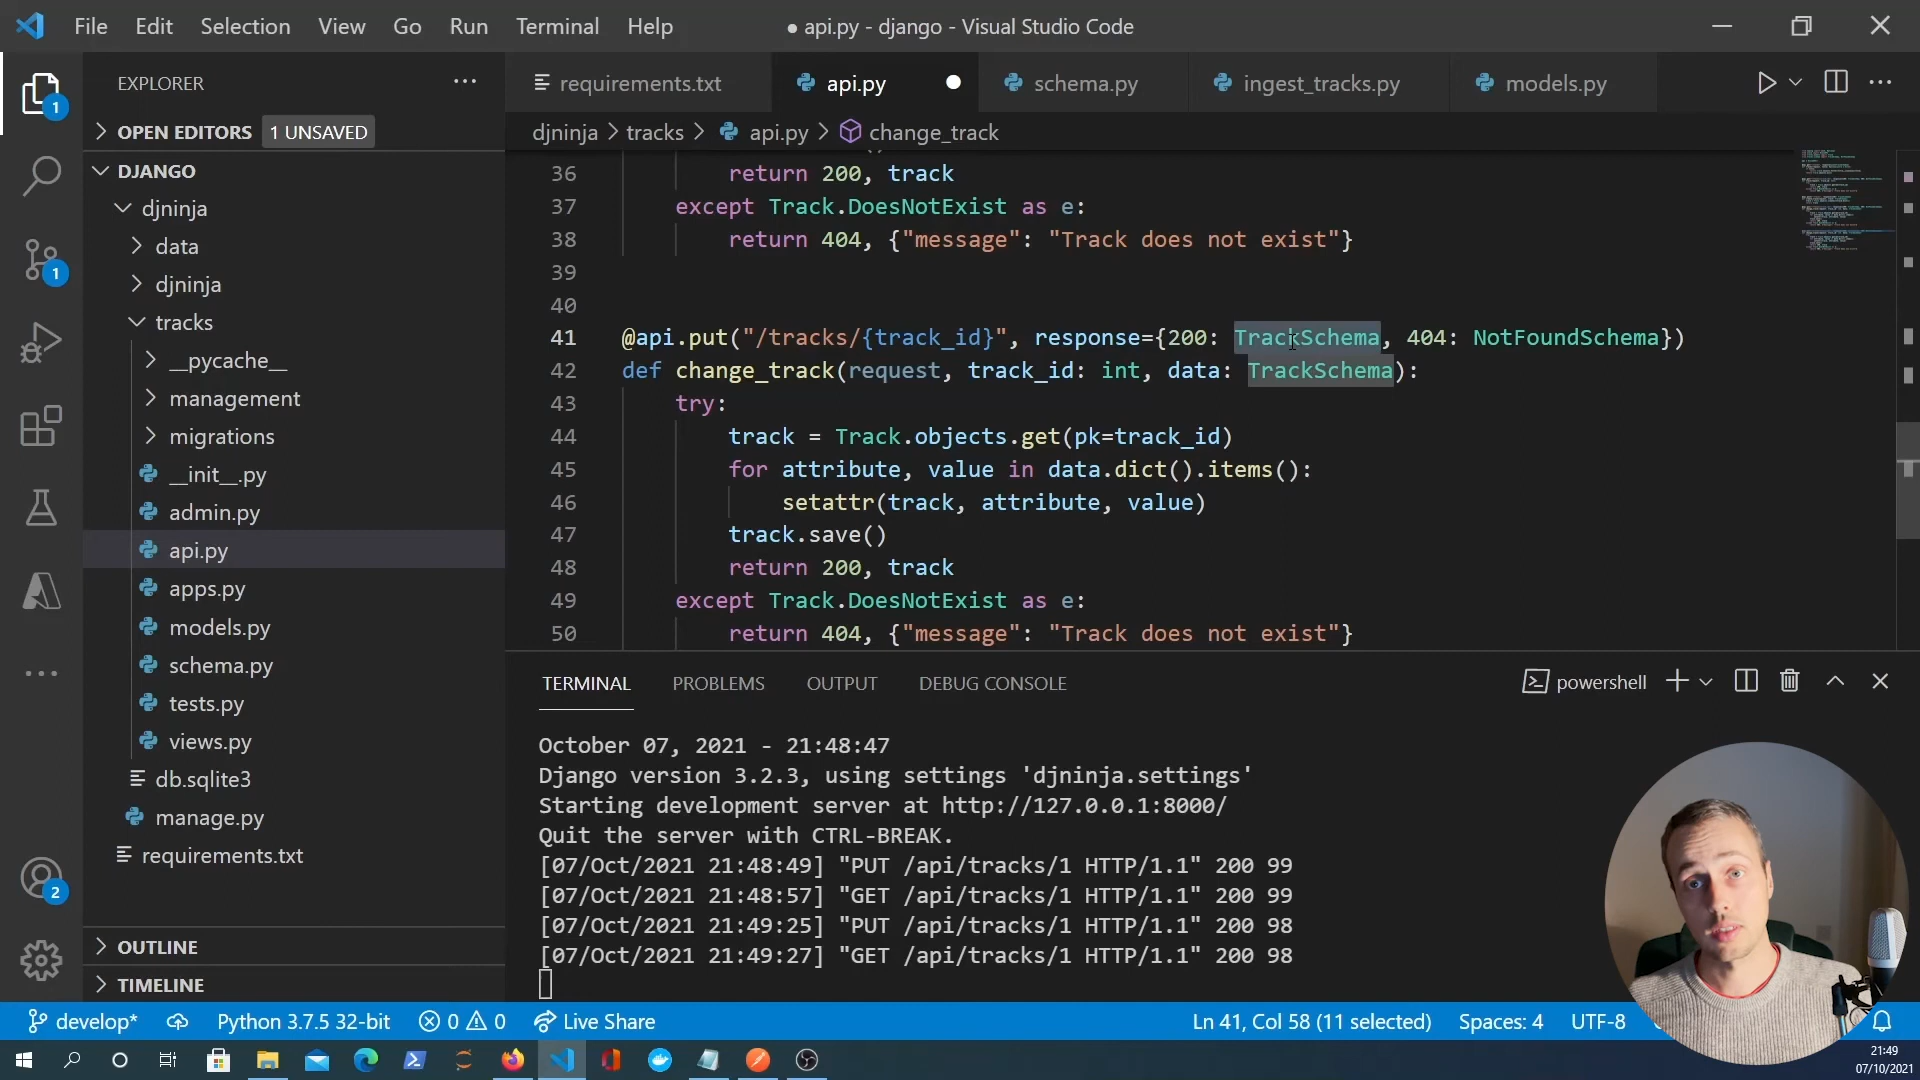 File Edit Selection View Go Run Terminal Help
● api.py - django - Visual Studio Code
EXPLORER
requirements.txt
api.py
schema.py
ingest_tracks.py
models.py
1
OPEN EDITORS 1 UNSAVED
djninja > tracks > api.py > change_track
DJANGO
djninja
data
djninja
tracks
__pycache__
management
migrations
__init__.py
admin.py
api.py
apps.py
models.py
schema.py
tests.py
views.py
db.sqlite3
manage.py
requirements.txt
OUTLINE
TIMELINE
1
2
36 return 200, track
37 except Track.DoesNotExist as e:
38 return 404, {"message": "Track does not exist"}
39
40
41 @api.put("/tracks/{track_id}", response={200: TrackSchema, 404: NotFoundSchema})
42 def change_track(request, track_id: int, data: TrackSchema):
43 try:
44 track = Track.objects.get(pk=track_id)
45 for attribute, value in data.dict().items():
46 setattr(track, attribute, value)
47 track.save()
48 return 200, track
49 except Track.DoesNotExist as e:
50 return 404, {"message": "Track does not exist"}
TERMINAL PROBLEMS OUTPUT DEBUG CONSOLE
powershell
October 07, 2021 - 21:48:47
Django version 3.2.3, using settings 'djninja.settings'
Starting development server at http://127.0.0.1:8000/
Quit the server with CTRL-BREAK.
[07/Oct/2021 21:48:49] "PUT /api/tracks/1 HTTP/1.1" 200 99
[07/Oct/2021 21:48:57] "GET /api/tracks/1 HTTP/1.1" 200 99
[07/Oct/2021 21:49:25] "PUT /api/tracks/1 HTTP/1.1" 200 98
[07/Oct/2021 21:49:27] "GET /api/tracks/1 HTTP/1.1" 200 98
develop* Python 3.7.5 32-bit 0 0 Live Share
Ln 41, Col 58 (11 selected) Spaces: 4 UTF-8
21:49
07/10/2021